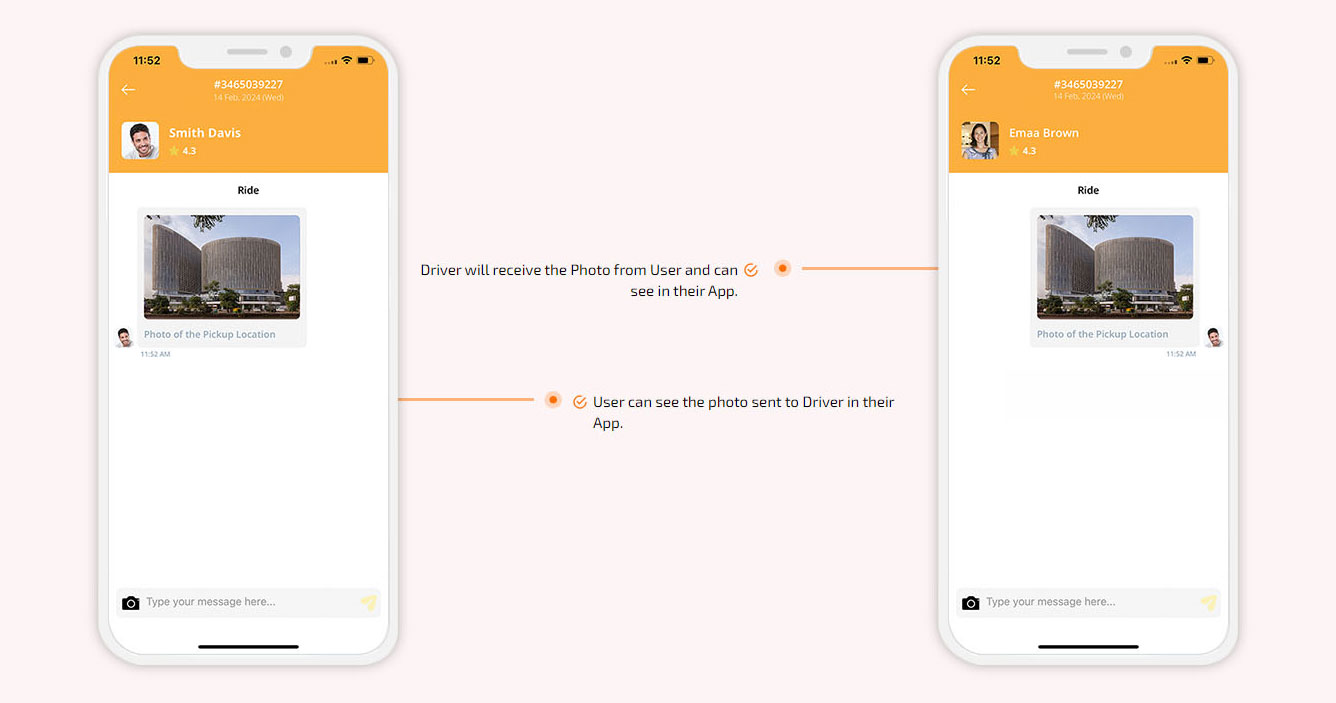 11:52
#3465039227
14 Feb, 2024 (Wed)
Smith Davis
4.3
Ride
Photo of the Pickup Location
11:52 AM
Type your message here...
Driver will receive the Photo from User and can
see in their App.
User can see the photo sent to Driver in their
App.
11:52
#3465039227
14 Feb, 2024 (Wed)
Emaa Brown
4.3
Ride
Photo of the Pickup Location
11:52 AM
Type your message here...